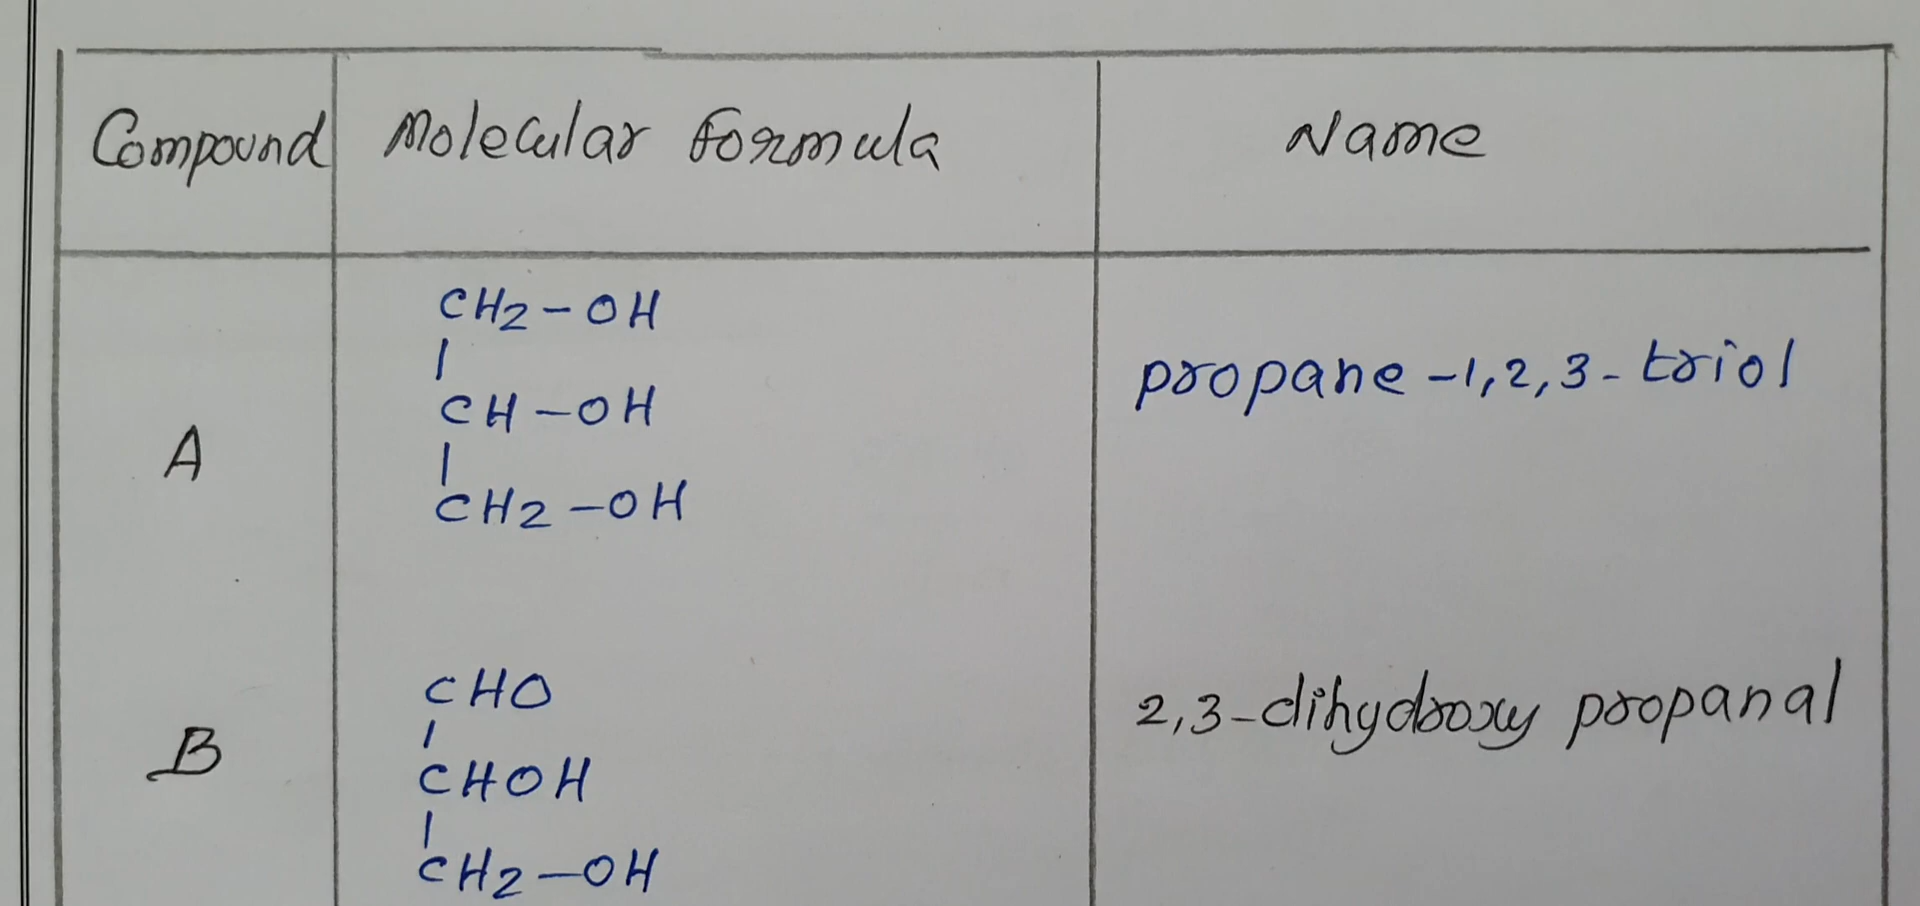 Compound Molecular formula Name
CH2-OH
|
CH-OH
|
CH2-OH
A
propane-1,2,3-triol
CHO
|
CHOH
|
CH2-OH
B
2,3-dihydroxy propanal